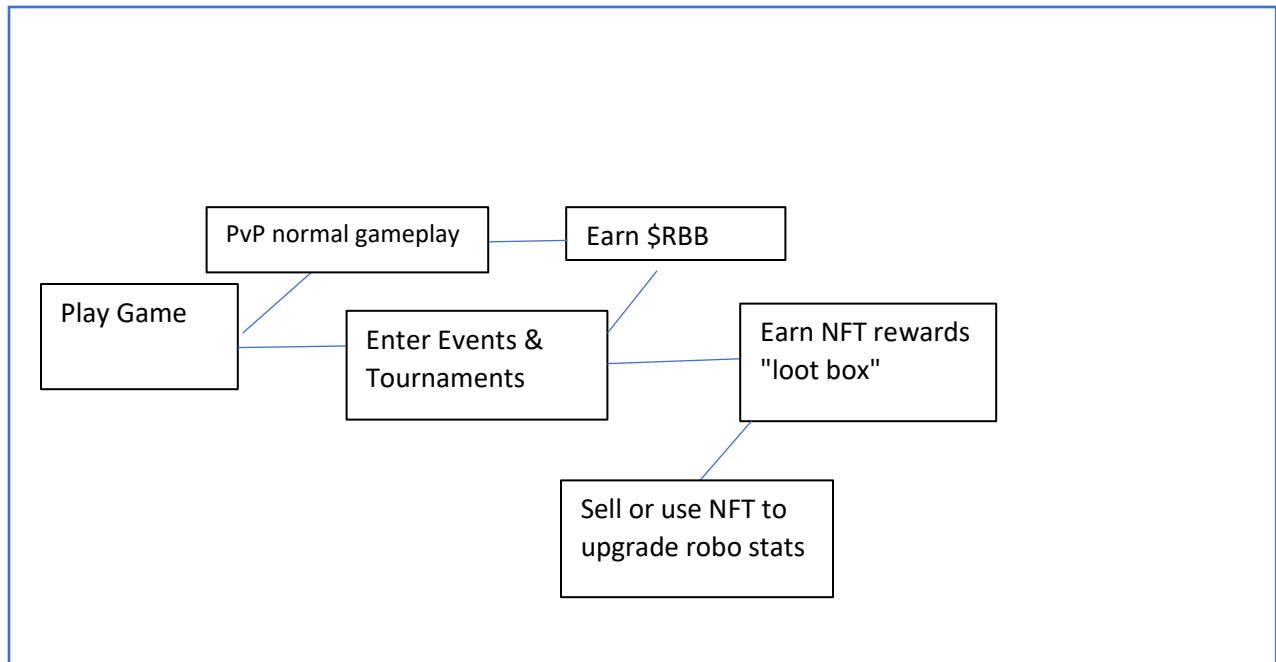 PvP normal gameplay
Earn $RBB
Play Game
Enter Events &
Tournaments
Earn NFT rewards
"loot box"
Sell or use NFT to
upgrade robo stats